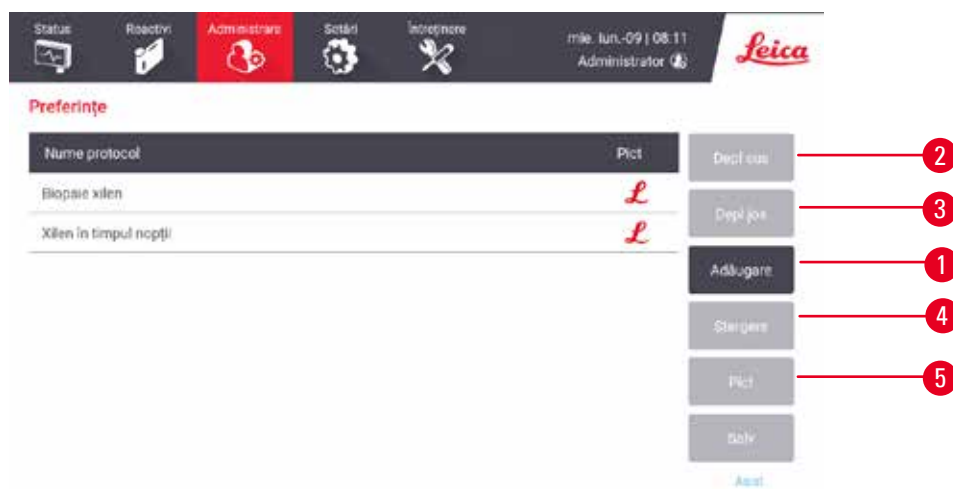 Status Reactivi Administrare Setări Întreținere
mie. Iun.-09 | 08:11
Administrator
Leica
Preferințe
Nume protocol Pict
Biopsie xilen
Xilen în timpul nopții
Depl sus
Depl jos
Adăugare
Ștergere
Pict
Salv
2
3
1
4
5